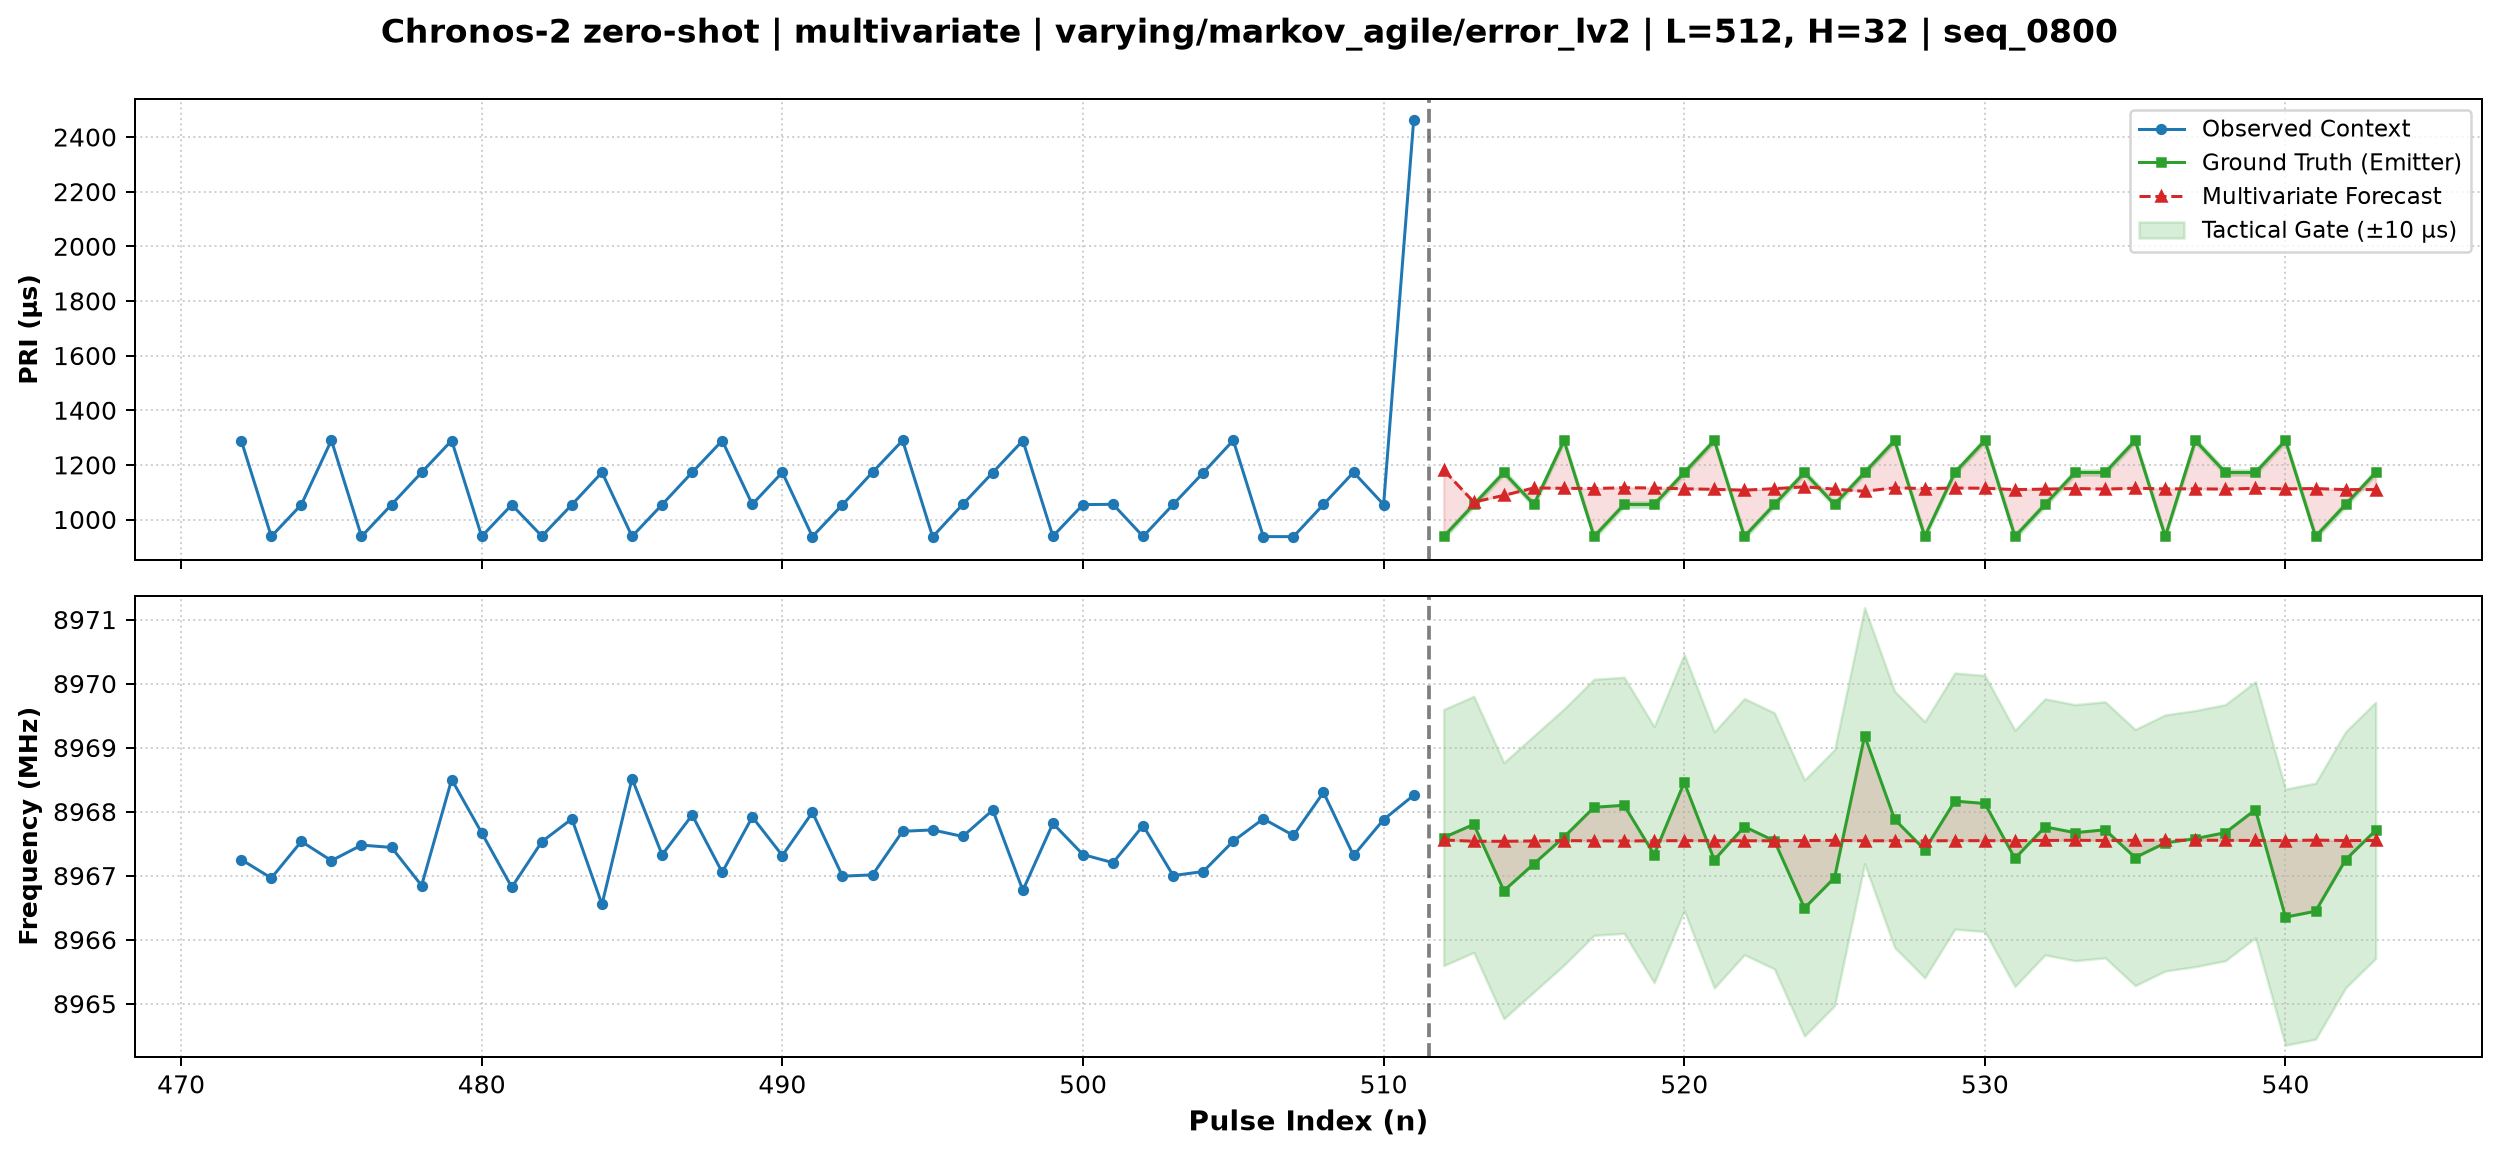 Chronos-2 zero-shot | multivariate | varying/markov_agile/error_lv2 | L=512, H=32 | seq_0800
PRI (µs)
2400
2200
2000
1800
1600
1400
1200
1000
Observed Context
Ground Truth (Emitter)
Multivariate Forecast
Tactical Gate (±10 µs)
Frequency (MHz)
8971
8970
8969
8968
8967
8966
8965
470 480 490 500 510 520 530 540
Pulse Index (n)